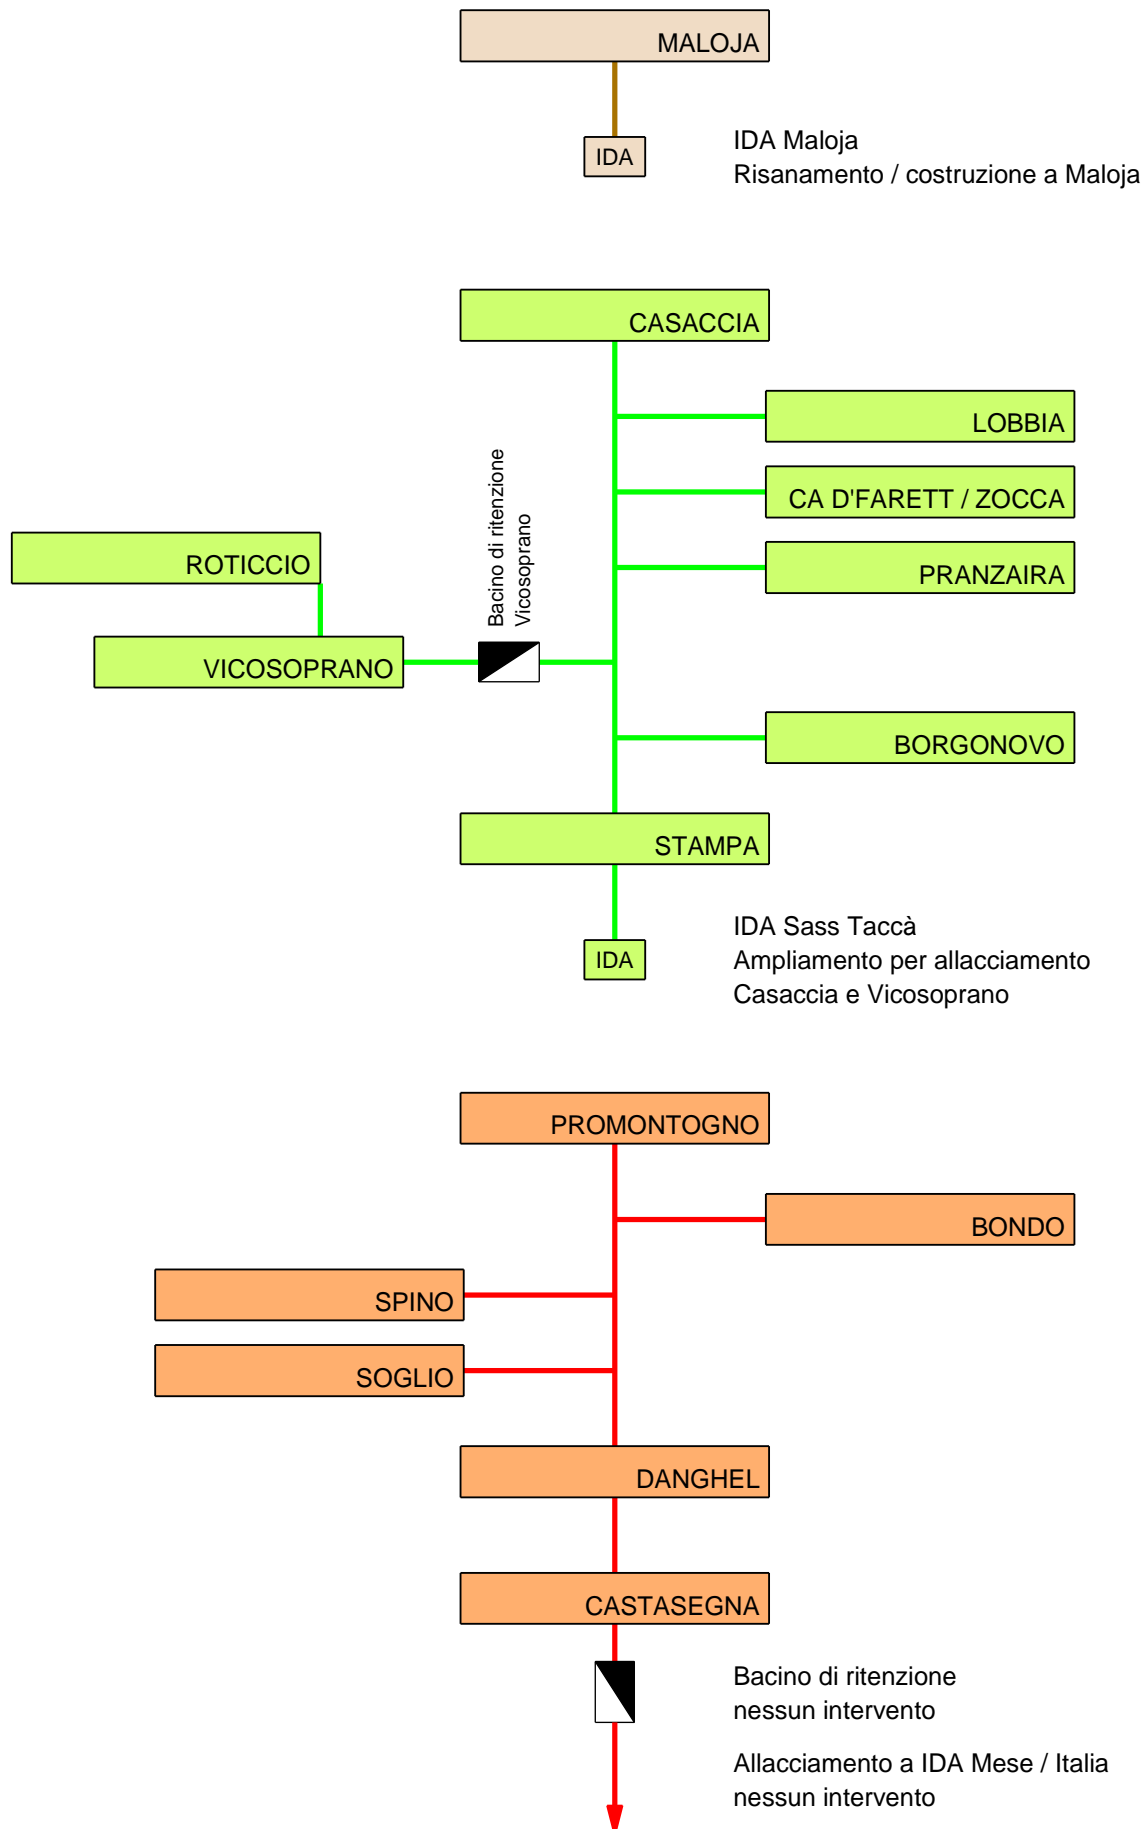 MALOJA
IDA
IDA Maloja
Risanamento / costruzione a Maloja
CASACCIA
LOBBIA
CA D'FARETT / ZOCCA
Bacino di ritenzione
Vicosoprano
ROTICCIO
PRANZAIRA
VICOSOPRANO
BORGONOVO
STAMPA
IDA
IDA Sass Taccà
Ampliamento per allacciamento
Casaccia e Vicosoprano
PROMONTOGNO
BONDO
SPINO
SOGLIO
DANGHEL
CASTASEGNA
Bacino di ritenzione
nessun intervento
Allacciamento a IDA Mese / Italia
nessun intervento